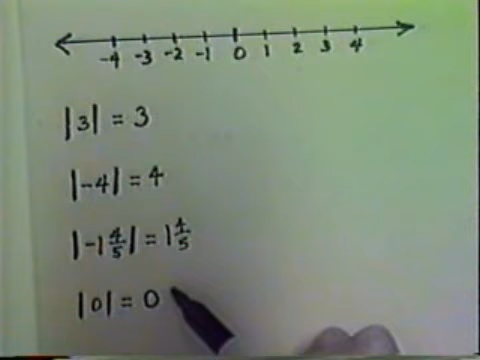 -4 -3 -2 -1 0 1 2 3 4
|3| = 3
|-4| = 4
|-1 4/5| = 1 4/5
|0| = 0